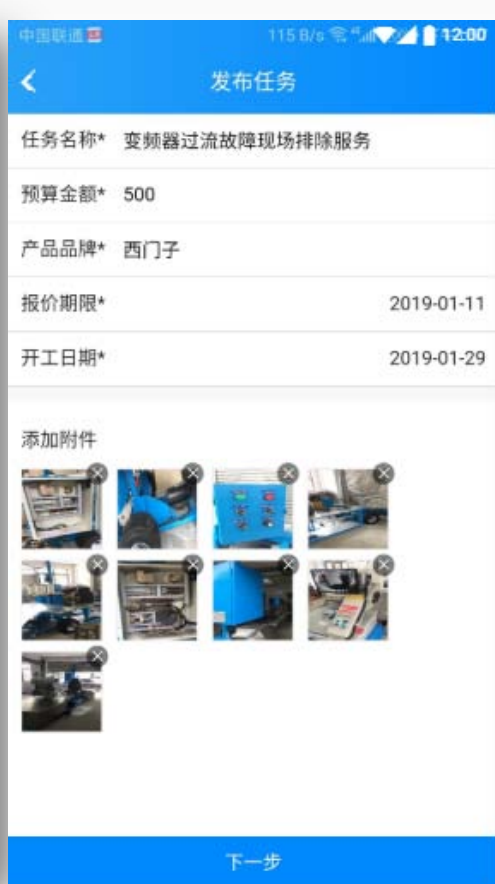 中国联通
115 B/s
12:00
发布任务
任务名称* 变频器过流故障现场排除服务
预算金额* 500
产品品牌* 西门子
报价期限* 2019-01-11
开工日期* 2019-01-29
添加附件
下一步